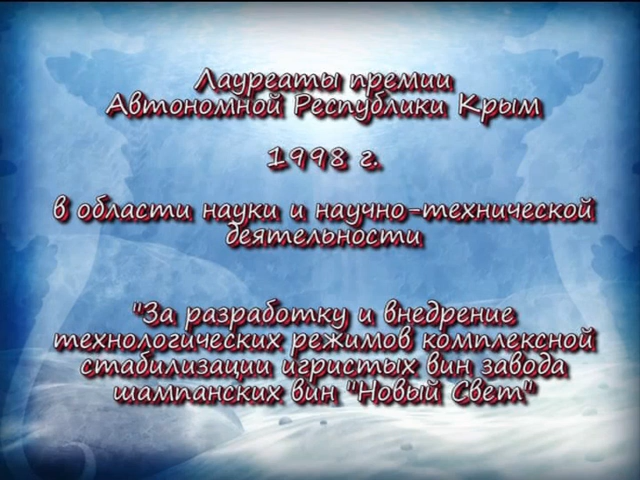 Лауреаты премии
Автономной Республики Крым
1998 г.
в области науки и научно-технической
деятельности
"За разработку и внедрение
технологических режимов комплексной
стабилизации игристых вин завода
шампанских вин "Новый Свет"